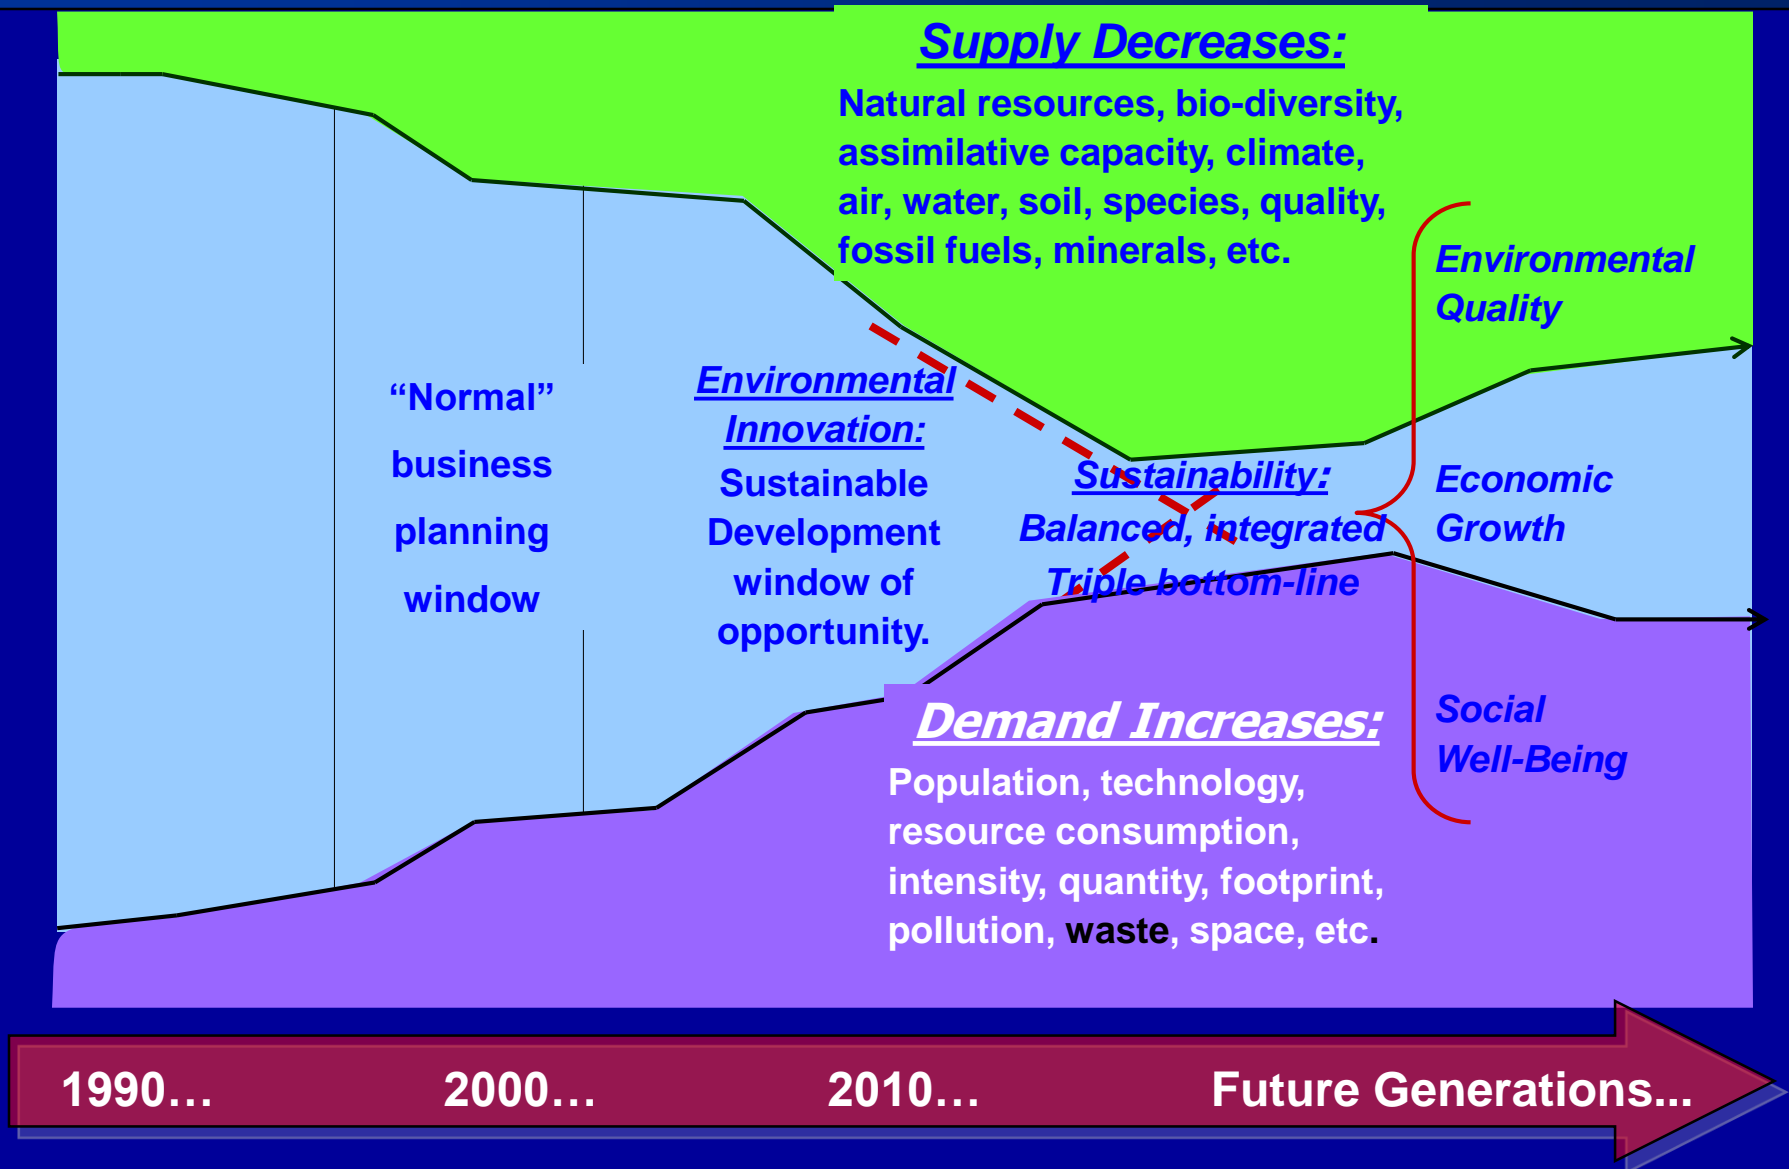 Supply Decreases:
Natural resources, bio-diversity,
assimilative capacity, climate,
air, water, soil, species, quality,
fossil fuels, minerals, etc.
Environmental
Quality
“Normal”
business
planning
window
Environmental
Innovation:
Sustainable
Development
window of
opportunity.
Sustainability:
Balanced, integrated
Triple bottom-line
Economic
Growth
Demand Increases:
Population, technology,
resource consumption,
intensity, quantity, footprint,
pollution, waste, space, etc.
Social
Well-Being
1990… 2000… 2010… Future Generations...